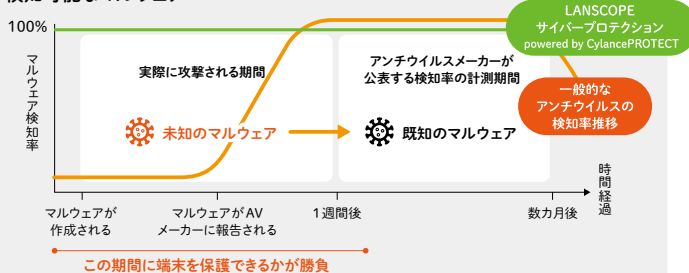 100%
マルウェア検知率
実際に攻撃される期間
未知のマルウェア
アンチウイルスメーカーが
公表する検知率の計測期間
既知のマルウェア
LANSCOPE
サイバープロテクション
powered by CylancePROTECT
一般的な
アンチウイルスの
検知率推移
マルウェアが
作成される
マルウェアがAV
メーカーに報告される
1週間後
数カ月後
時間経過
この期間に端末を保護できるかが勝負